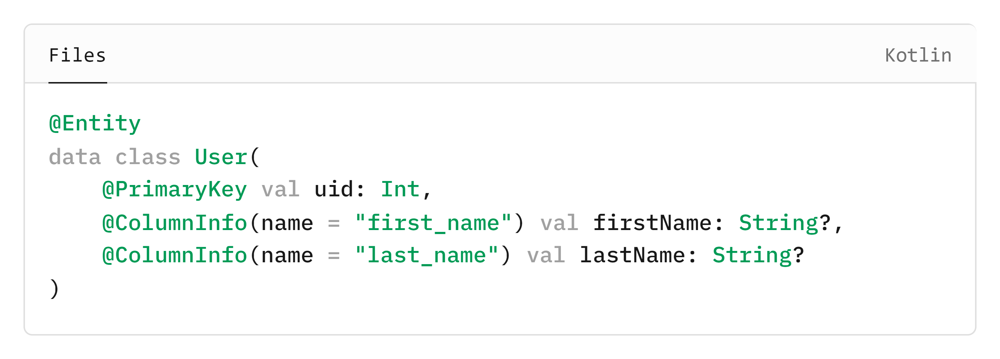 Files
Kotlin
@Entity
data class User(
    @PrimaryKey val uid: Int,
    @ColumnInfo(name = "first_name") val firstName: String?,
    @ColumnInfo(name = "last_name") val lastName: String?
)